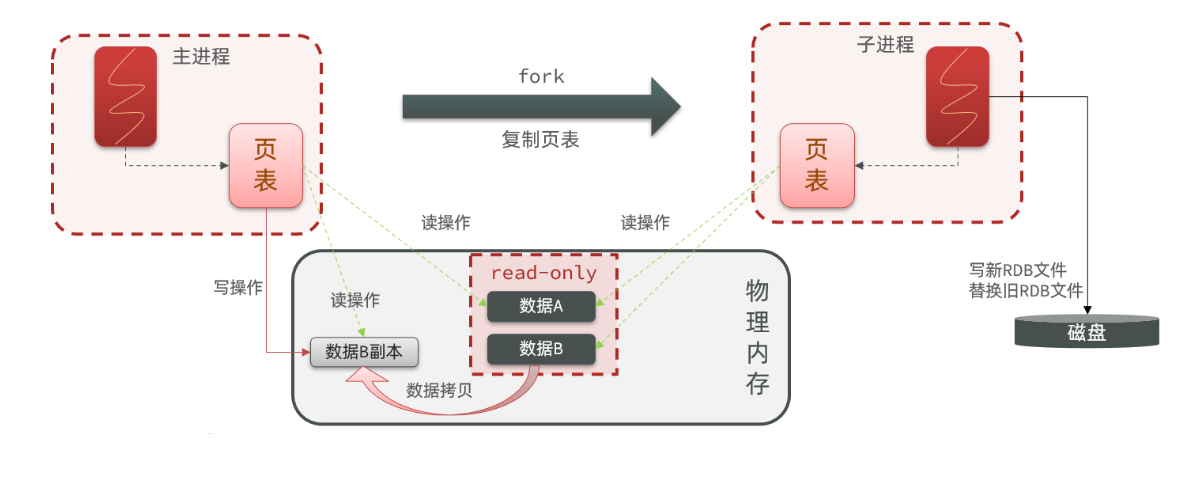 主进程
子进程
fork
复制页表
页
表
页
表
读操作
读操作
read-only
写操作
读操作
数据A
数据B副本
数据B
数据拷贝
物
理
内
存
写新RDB文件
替换旧RDB文件
磁盘